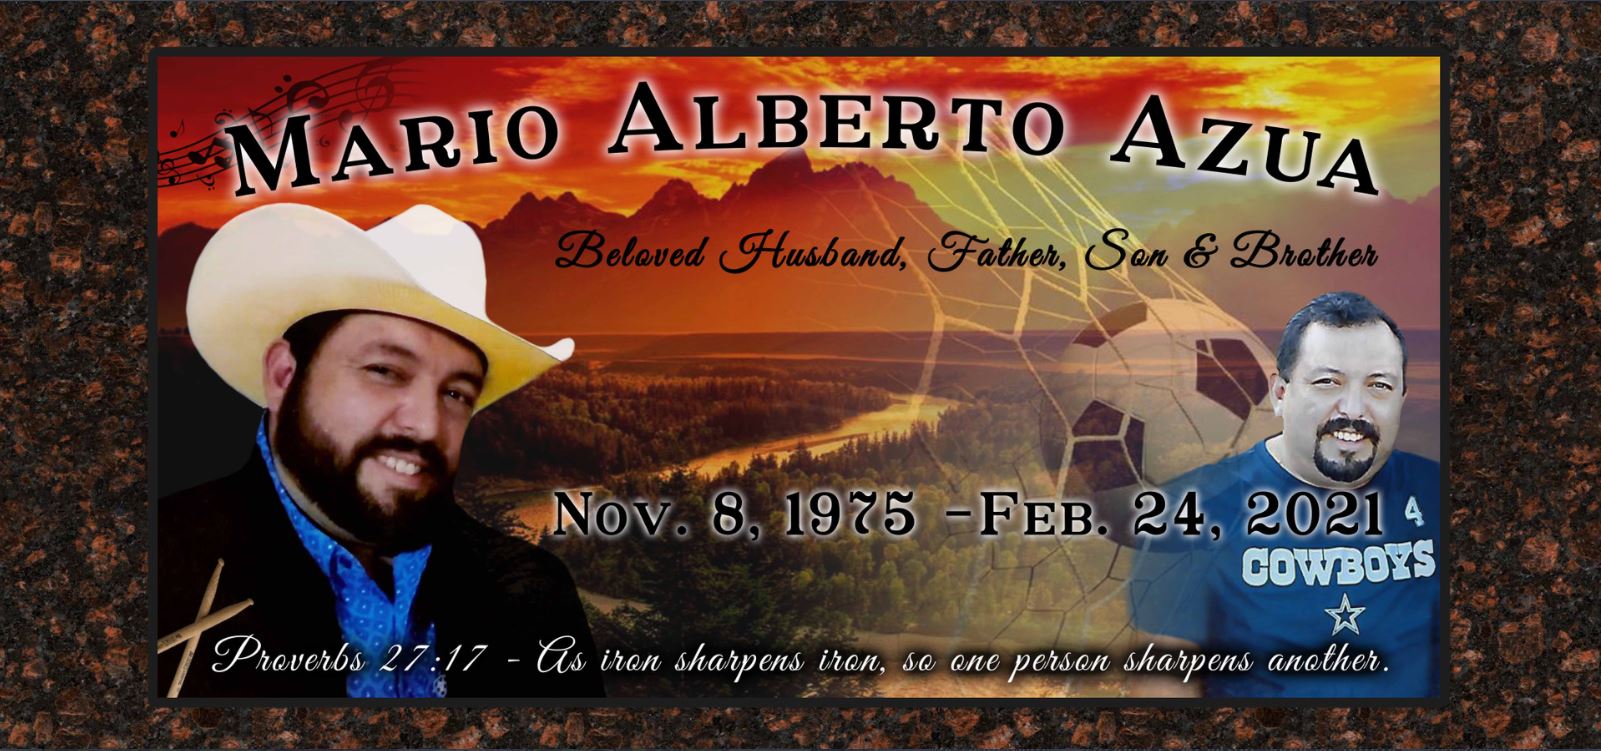 Mario Alberto Azua
Beloved Husband, Father, Son & Brother
Nov. 8, 1975 -Feb. 24, 2021
4
COWBOYS
Proverbs 27:17 - As iron sharpens iron, so one person sharpens another.